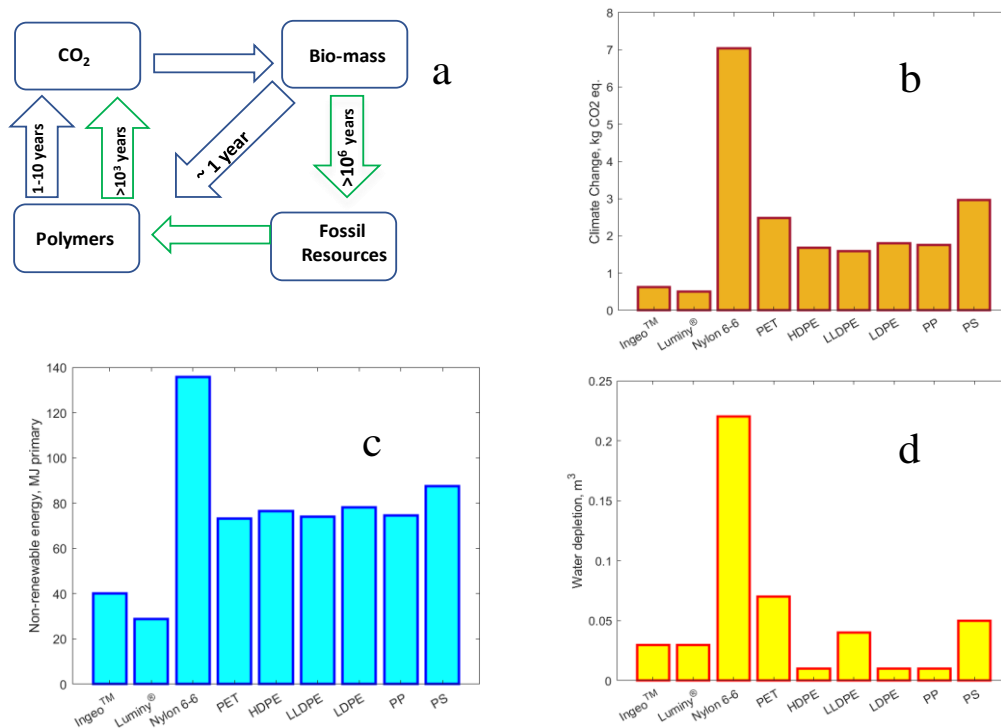 CO2
Bio-mass
a
1-10 years
>10³ years
~ 1 year
>10⁶ years
Polymers
Fossil
Resources
b
Climate Change, kg CO2 eq.
8
7
6
5
4
3
2
1
0
Ingeo™
Luminy®
Nylon 6-6
PET
HDPE
LLDPE
LDPE
PP
PS
c
Non-renewable energy, MJ primary
140
120
100
80
60
40
20
0
Ingeo™
Luminy®
Nylon 6-6
PET
HDPE
LLDPE
LDPE
PP
PS
d
Water depletion, m³
0.25
0.2
0.15
0.1
0.05
0
Ingeo™
Luminy®
Nylon 6-6
PET
HDPE
LLDPE
LDPE
PP
PS